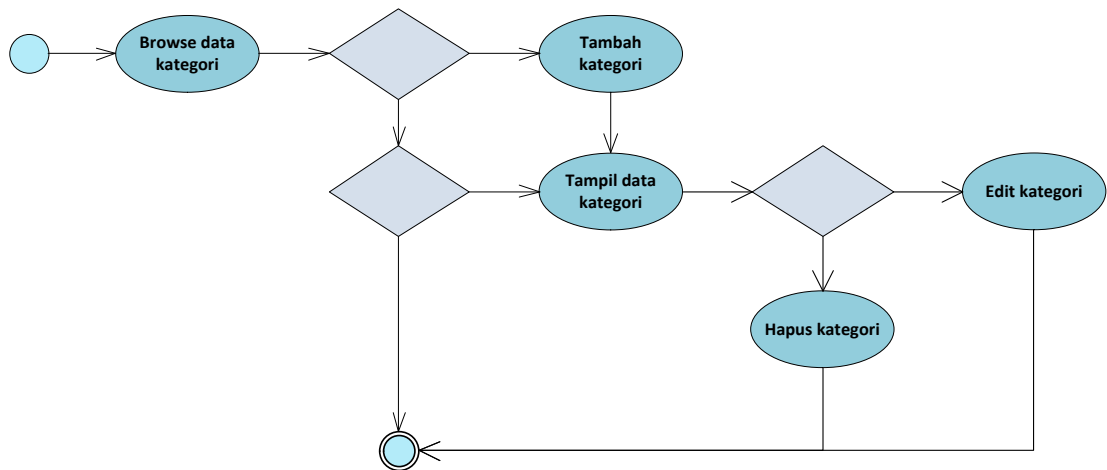 Browse data
kategori
Tambah
kategori
Tampil data
kategori
Edit kategori
Hapus kategori